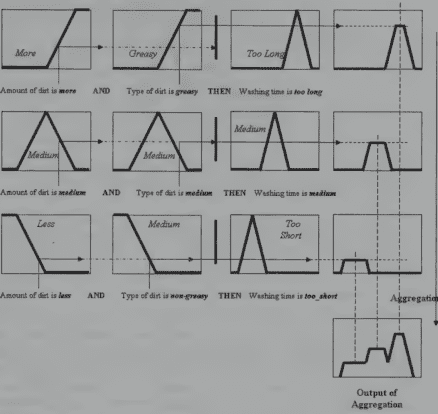 More Greasy Too Long
Amount of dirt is more AND Type of dirt is greasy THEN Washing time is too long
Medium Medium Medium
Amount of dirt is medium AND Type of dirt is medium THEN Washing time is medium
Less Medium Too
Short
Amount of dirt is less AND Type of dirt is non-greasy THEN Washing time is too_short
Aggregation
Output of
Aggregation